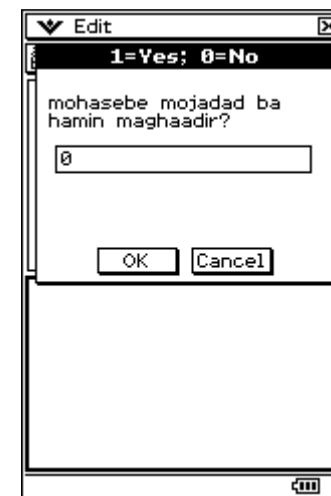 Edit
1=Yes; 0=No
mohasebe mojadad ba
hamin maghaadir?
0
OK Cancel